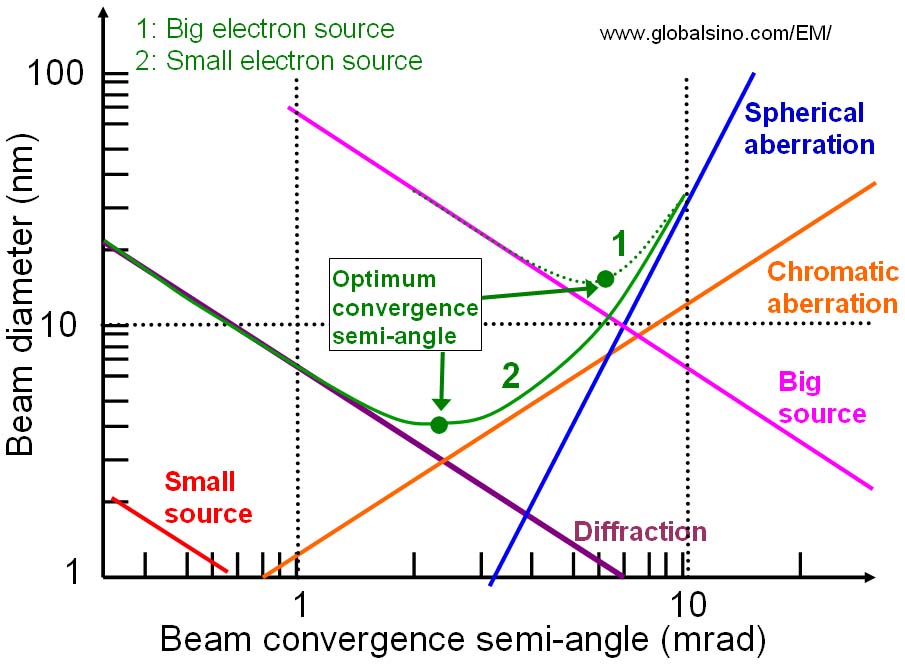 1: Big electron source
2: Small electron source
www.globalsino.com/EM/
100
Spherical
aberration
1
Optimum
convergence
semi-angle
Chromatic
aberration
10
2
Big
source
Small
source
Diffraction
1
1
10
Beam diameter (nm)
Beam convergence semi-angle (mrad)